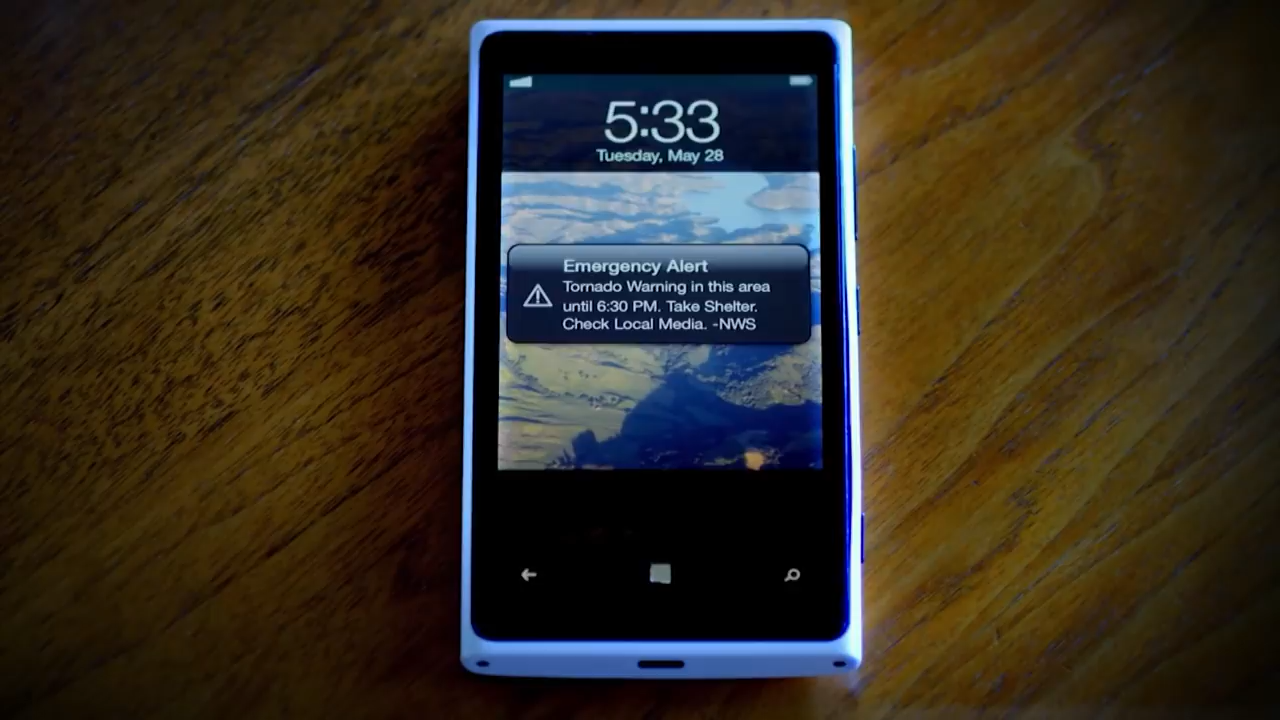 5:33
Tuesday, May 28
Emergency Alert
Tornado Warning in this area
until 6:30 PM. Take Shelter.
Check Local Media. -NWS